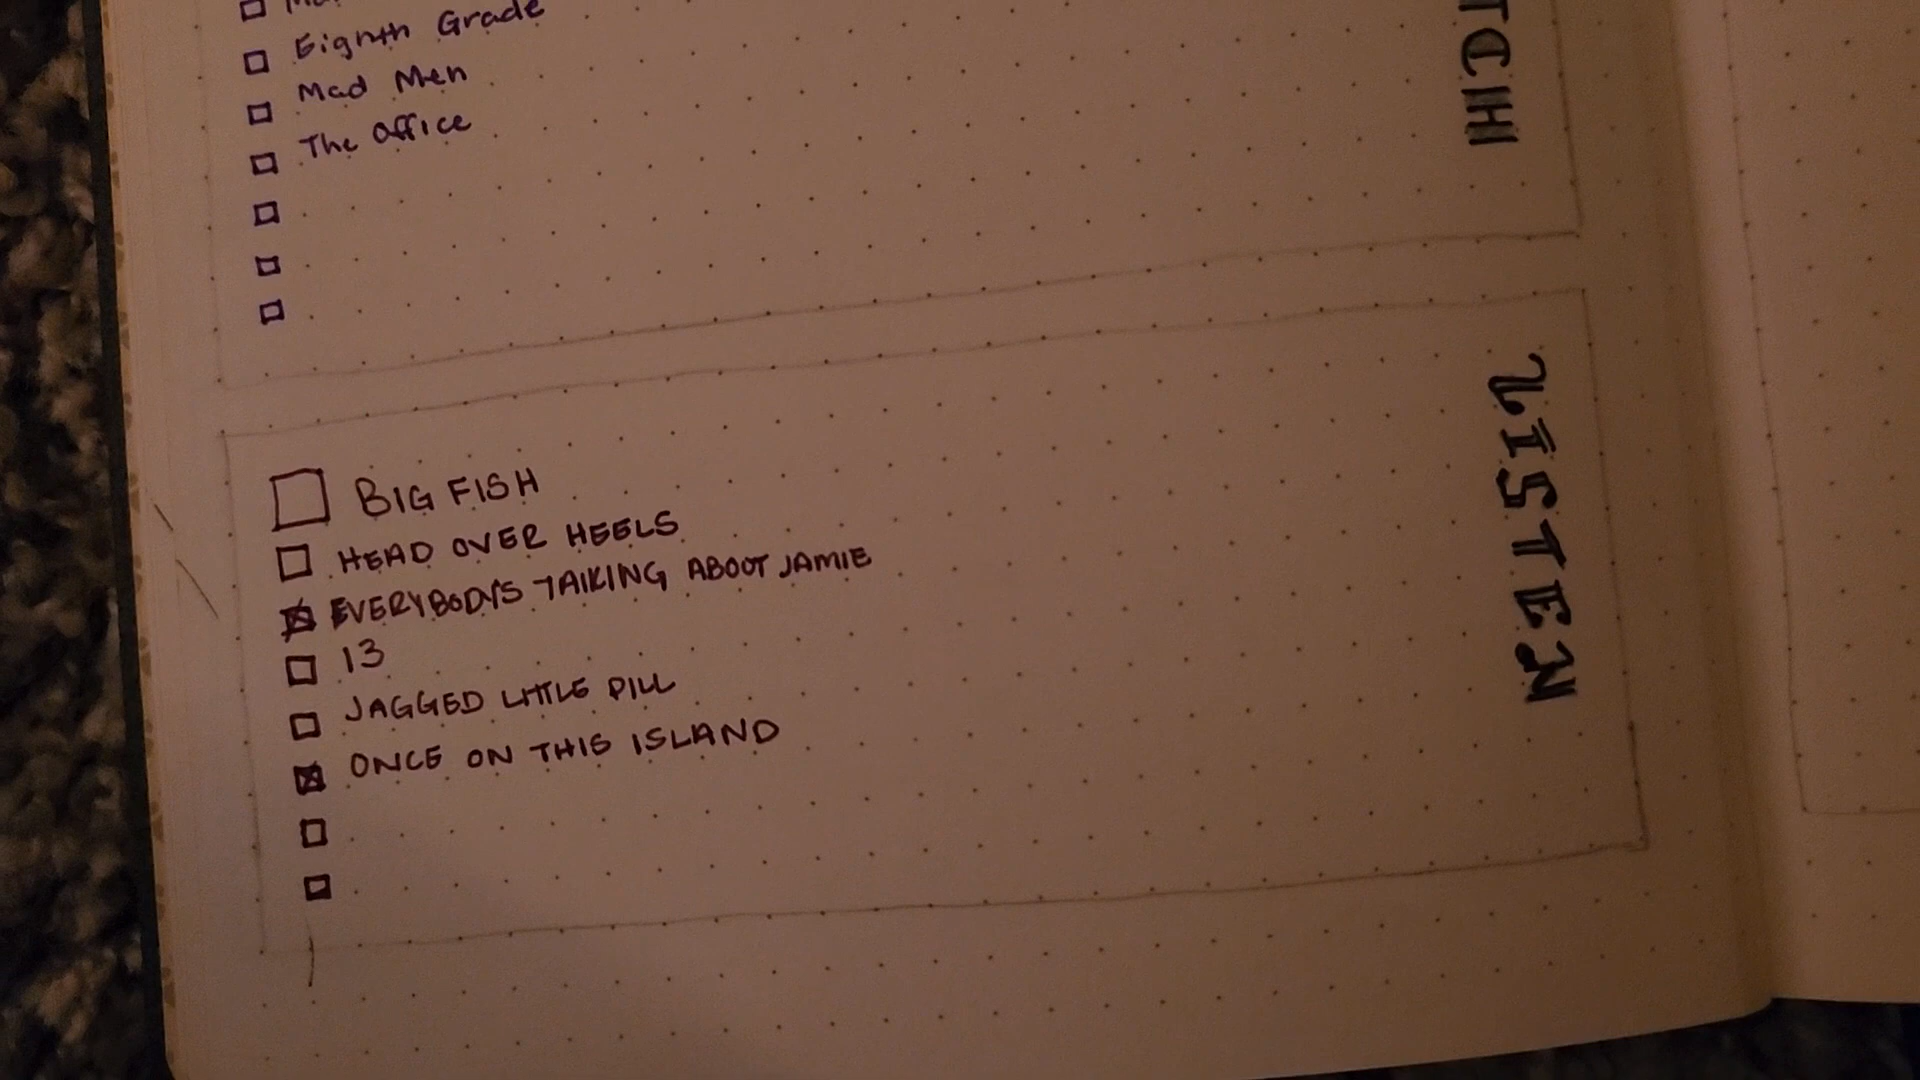 Eighth Grade
Mad Men
The Office
TCH
BIG FISH
HEAD OVER HEELS
EVERYBODY'S TALKING ABOUT JAMIE
13
JAGGED LITTLE PILL
ONCE ON THIS ISLAND
LISTEN